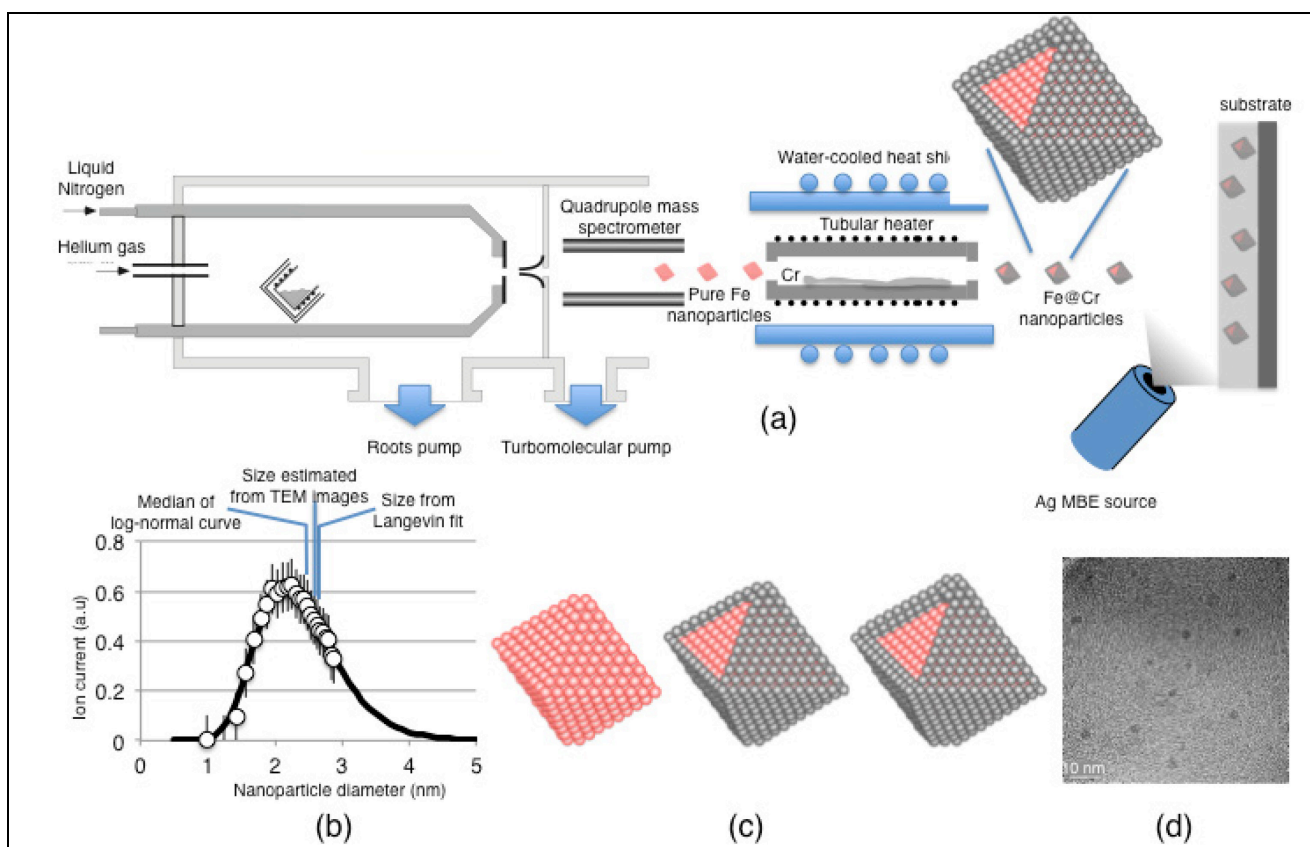 substrate
Liquid
Nitrogen
Water-cooled heat shi
Quadrupole mass
spectrometer
Tubular heater
Helium gas
Cr
Pure Fe
nanoparticles
Fe@Cr
nanoparticles
(a)
Roots pump
Turbomolecular pump
Ag MBE source
Size estimated
from TEM images
Median of
log-normal curve
Size from
Langevin fit
0.8
0.6
0.4
0.2
0
Ion current (a.u)
0 1 2 3 4 5
Nanoparticle diameter (nm)
10 nm
(b)
(c)
(d)